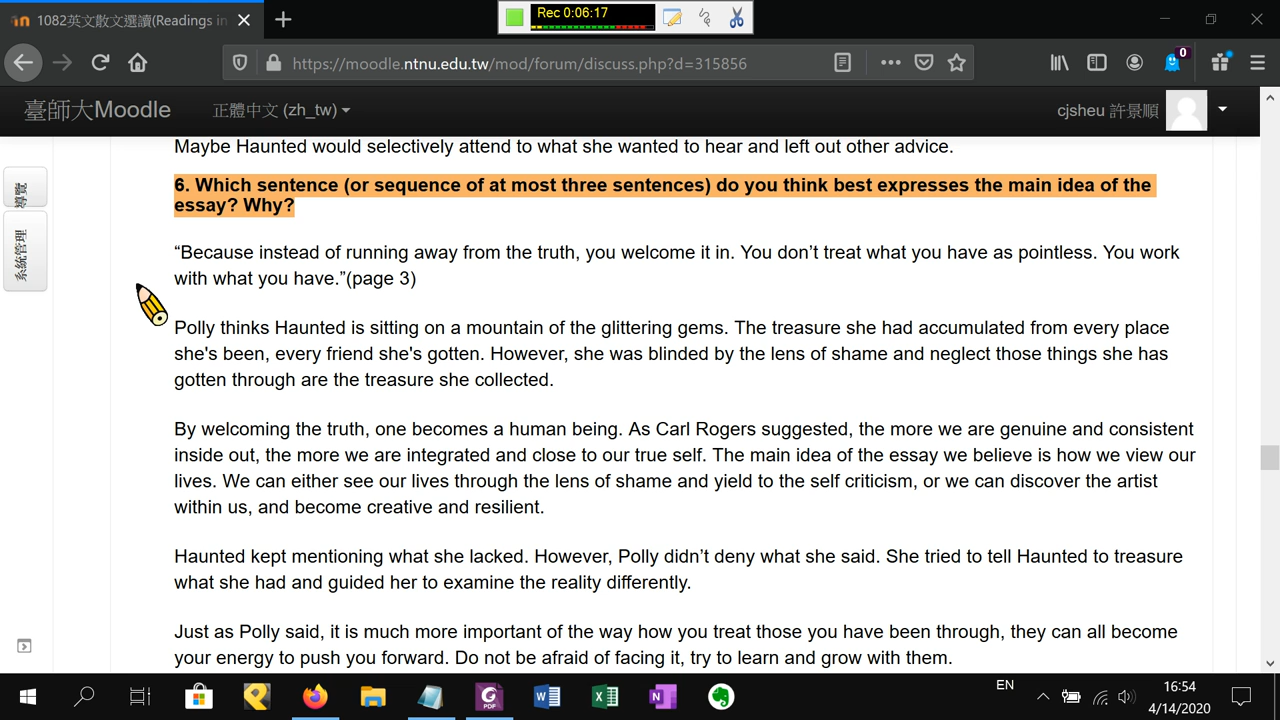 1082英文散文選讀(Readings in
Rec 0:06:17
https://moodle.ntnu.edu.tw/mod/forum/discuss.php?d=315856
0
臺師大Moodle
正體中文 (zh_tw)
cjsheu 許景順
導覽
系統管理
Maybe Haunted would selectively attend to what she wanted to hear and left out other advice.
6. Which sentence (or sequence of at most three sentences) do you think best expresses the main idea of the
essay? Why?
“Because instead of running away from the truth, you welcome it in. You don’t treat what you have as pointless. You work
with what you have.”(page 3)
Polly thinks Haunted is sitting on a mountain of the glittering gems. The treasure she had accumulated from every place
she's been, every friend she's gotten. However, she was blinded by the lens of shame and neglect those things she has
gotten through are the treasure she collected.
By welcoming the truth, one becomes a human being. As Carl Rogers suggested, the more we are genuine and consistent
inside out, the more we are integrated and close to our true self. The main idea of the essay we believe is how we view our
lives. We can either see our lives through the lens of shame and yield to the self criticism, or we can discover the artist
within us, and become creative and resilient.
Haunted kept mentioning what she lacked. However, Polly didn’t deny what she said. She tried to tell Haunted to treasure
what she had and guided her to examine the reality differently.
Just as Polly said, it is much more important of the way how you treat those you have been through, they can all become
your energy to push you forward. Do not be afraid of facing it, try to learn and grow with them.
PDF
EN
16:54
4/14/2020